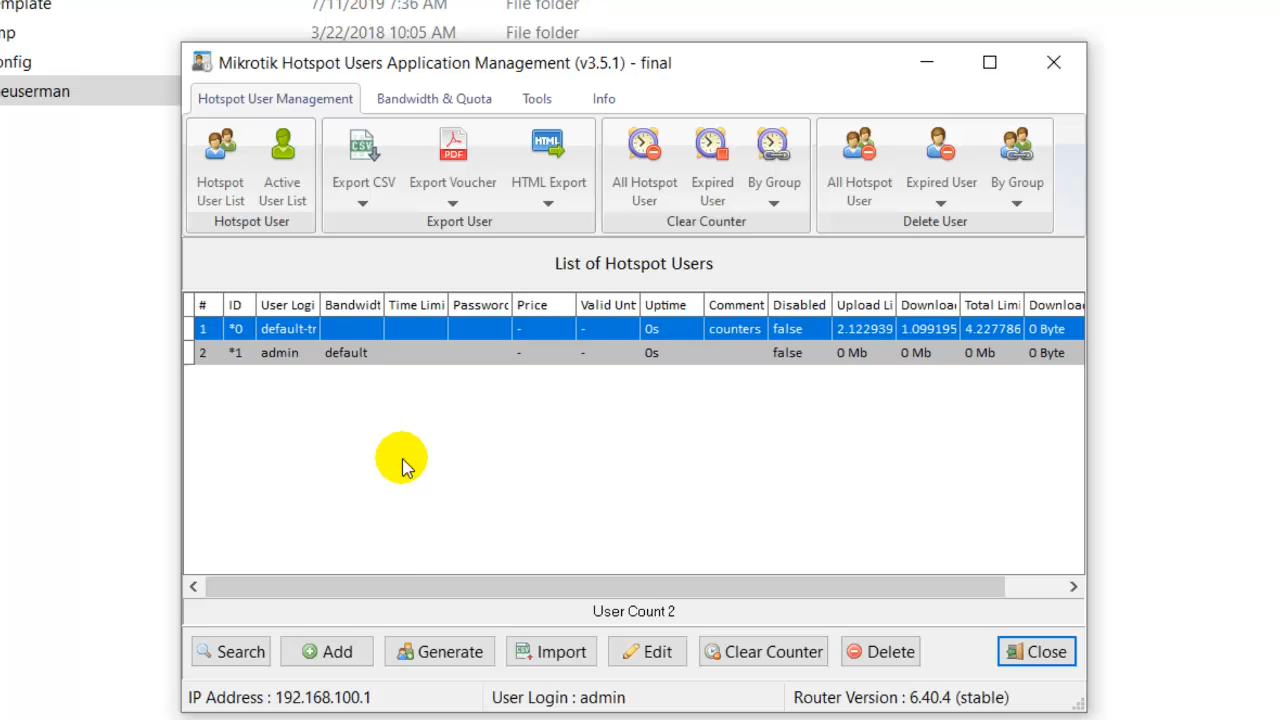 emplate 7/11/2019 7:36 AM File folder
mp 3/22/2018 10:05 AM File folder
onfig
euserman
Mikrotik Hotspot Users Application Management (v3.5.1) - final
Hotspot User Management Bandwidth & Quota Tools Info
Hotspot User List Active User List Export CSV Export Voucher HTML Export All Hotspot User Expired User By Group All Hotspot User Expired User By Group
Hotspot User Export User Clear Counter Delete User
List of Hotspot Users
# ID User Logi Bandwidt Time Limi Password Price Valid Unt Uptime Comment Disabled Upload Li Downloa Total Limi Downloa
1 *0 default-tr - - 0s counters false 2.122939 1.099195 4.227786 0 Byte
2 *1 admin default - - 0s false 0 Mb 0 Mb 0 Mb 0 Byte
User Count 2
Search Add Generate Import Edit Clear Counter Delete Close
IP Address : 192.168.100.1 User Login : admin Router Version : 6.40.4 (stable)